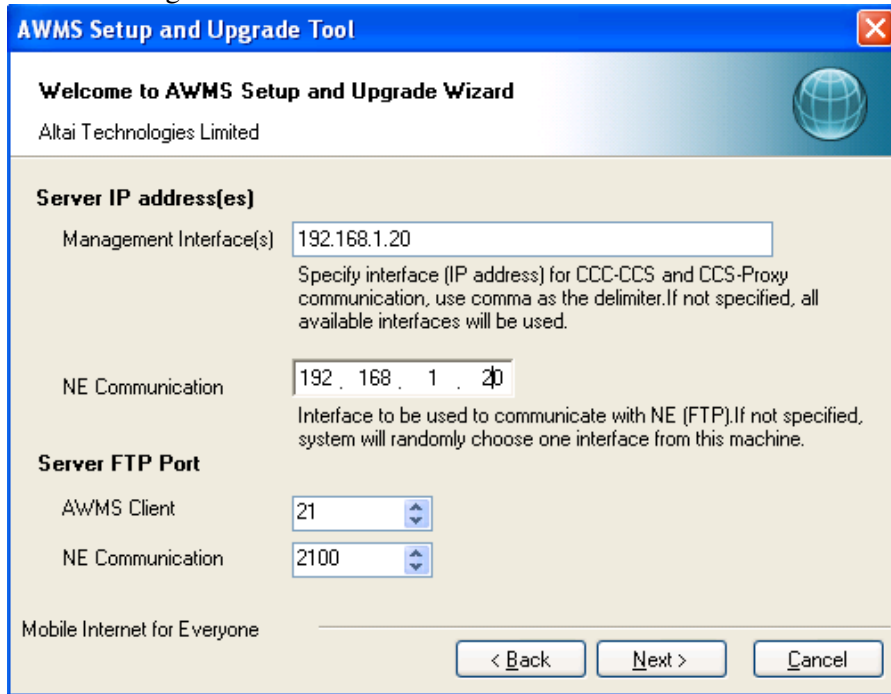 AWMS Setup and Upgrade Tool
Welcome to AWMS Setup and Upgrade Wizard
Altai Technologies Limited
Server IP address(es)
Management Interface(s) 192.168.1.20
Specify interface (IP address) for CCC-CCS and CCS-Proxy
communication, use comma as the delimiter.If not specified, all
available interfaces will be used.
NE Communication 192 . 168 . 1 . 20
Interface to be used to communicate with NE (FTP).If not specified,
system will randomly choose one interface from this machine.
Server FTP Port
AWMS Client 21
NE Communication 2100
Mobile Internet for Everyone
< Back Next > Cancel